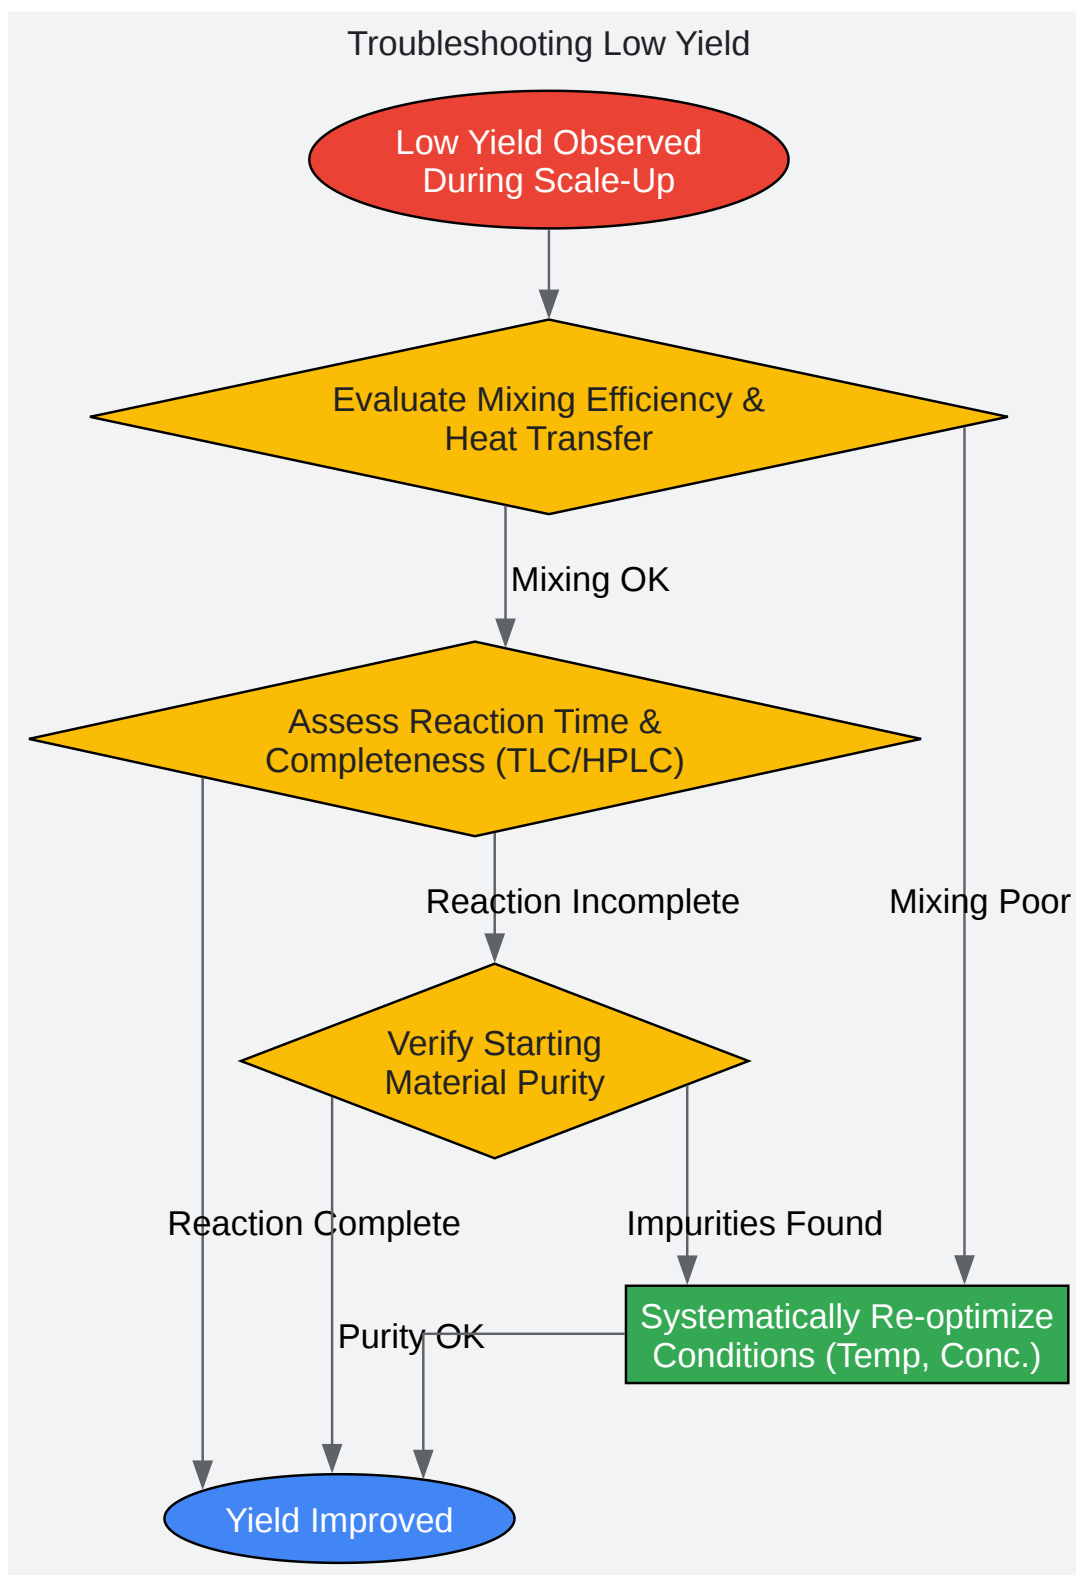 Troubleshooting Low Yield
Low Yield Observed
During Scale-Up
Evaluate Mixing Efficiency &
Heat Transfer
Mixing OK
Assess Reaction Time &
Completeness (TLC/HPLC)
Reaction Incomplete
Mixing Poor
Verify Starting
Material Purity
Reaction Complete
Impurities Found
Systematically Re-optimize
Conditions (Temp, Conc.)
Purity OK
Yield Improved